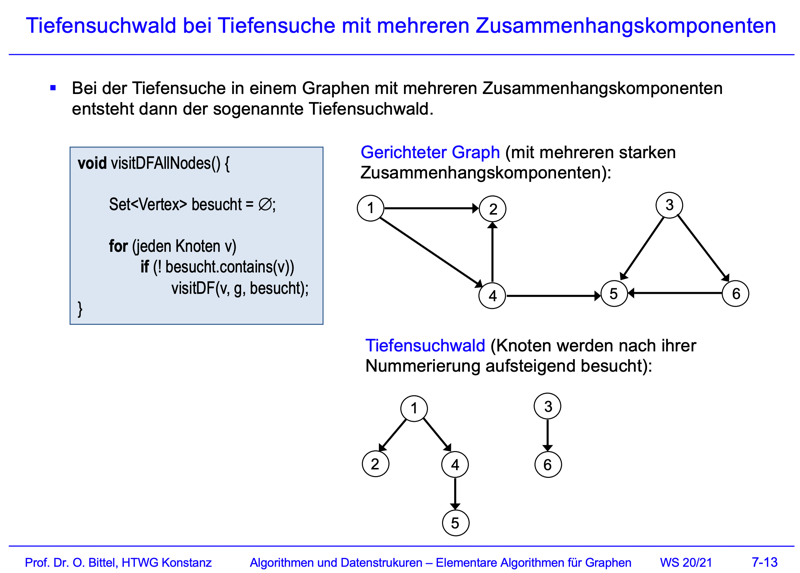 Tiefensuchwald bei Tiefensuche mit mehreren Zusammenhangskomponenten
▪ Bei der Tiefensuche in einem Graphen mit mehreren Zusammenhangskomponenten
entsteht dann der sogenannte Tiefensuchwald.
void visitDFAllNodes() {
Set<Vertex> besucht = ∅;
for (jeden Knoten v)
if (! besucht.contains(v))
visitDF(v, g, besucht);
}
Gerichteter Graph (mit mehreren starken
Zusammenhangskomponenten):
1 2 3
4 5 6
Tiefensuchwald (Knoten werden nach ihrer
Nummerierung aufsteigend besucht):
1 3
2 4 6
5
Prof. Dr. O. Bittel, HTWG Konstanz Algorithmen und Datenstrukuren – Elementare Algorithmen für Graphen WS 20/21 7-13